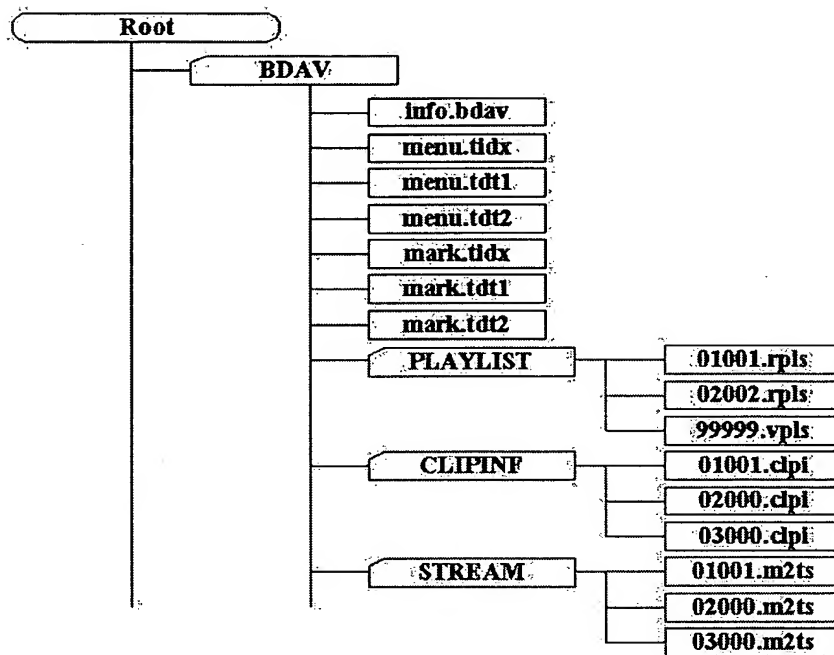 Root
BDAV
info.bdav
menu.tidx
menu.tdt1
menu.tdt2
mark.tidx
mark.tdt1
mark.tdt2
PLAYLIST
01001.rpls
02002.rpls
99999.vpls
CLIPINF
01001.clpi
02000.clpi
03000.clpi
STREAM
01001.m2ts
02000.m2ts
03000.m2ts